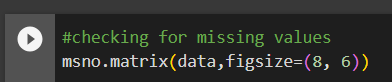 #checking for missing values
msno.matrix(data,figsize=(8, 6))